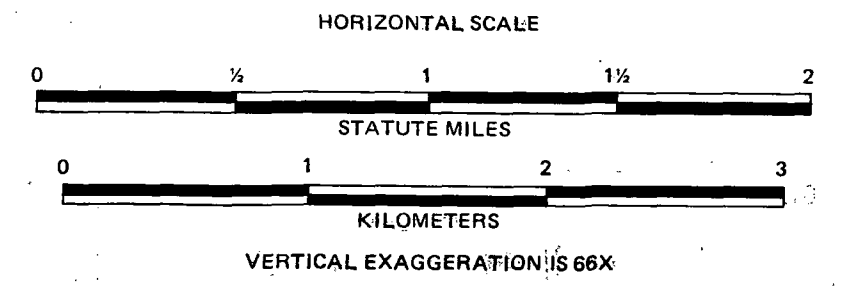 HORIZONTAL SCALE
0 ½ 1 1½ 2
STATUTE MILES
0 1 2 3
KILOMETERS
VERTICAL EXAGGERATION IS 66X